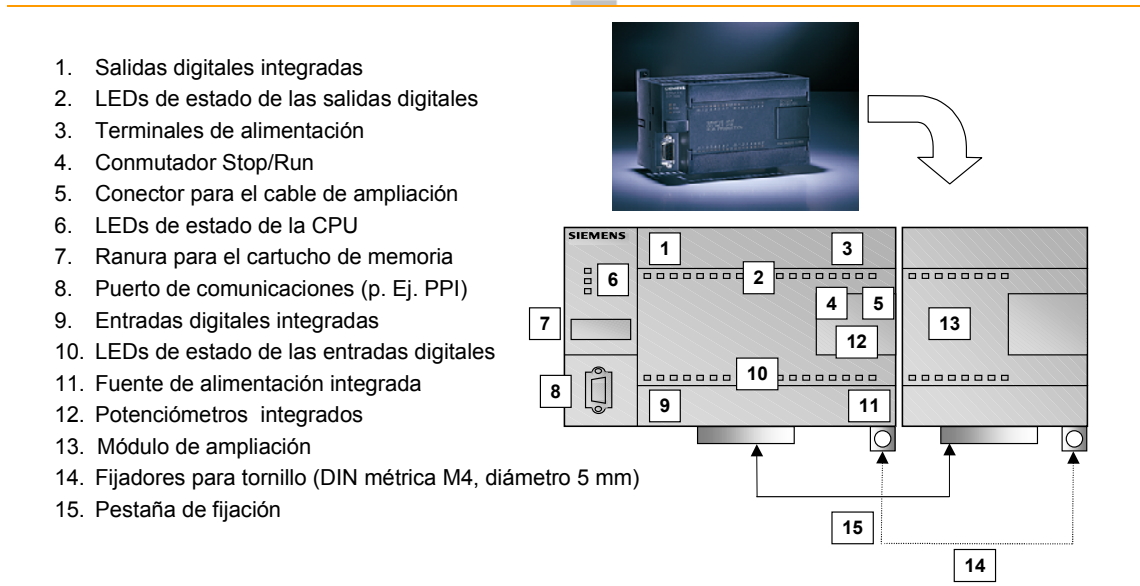 1. Salidas digitales integradas
2. LEDs de estado de las salidas digitales
3. Terminales de alimentación
4. Conmutador Stop/Run
5. Conector para el cable de ampliación
6. LEDs de estado de la CPU
7. Ranura para el cartucho de memoria
8. Puerto de comunicaciones (p. Ej. PPI)
9. Entradas digitales integradas
10. LEDs de estado de las entradas digitales
11. Fuente de alimentación integrada
12. Potenciómetros integrados
13. Módulo de ampliación
14. Fijadores para tornillo (DIN métrica M4, diámetro 5 mm)
15. Pestaña de fijación
SIEMENS
SIEMENS
1
3
6
2
4
5
7
13
12
10
8
9
11
15
14